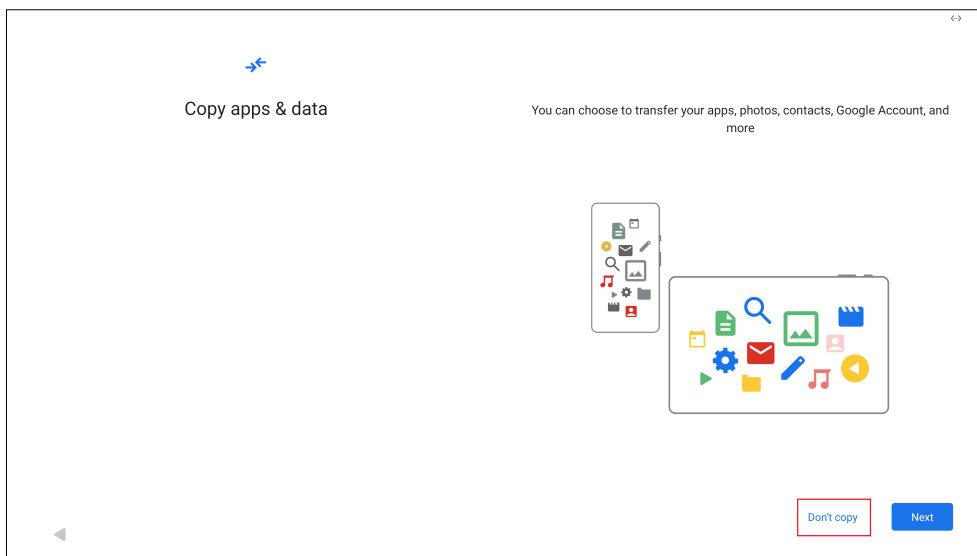 Copy apps & data
You can choose to transfer your apps, photos, contacts, Google Account, and
more
Don't copy
Next